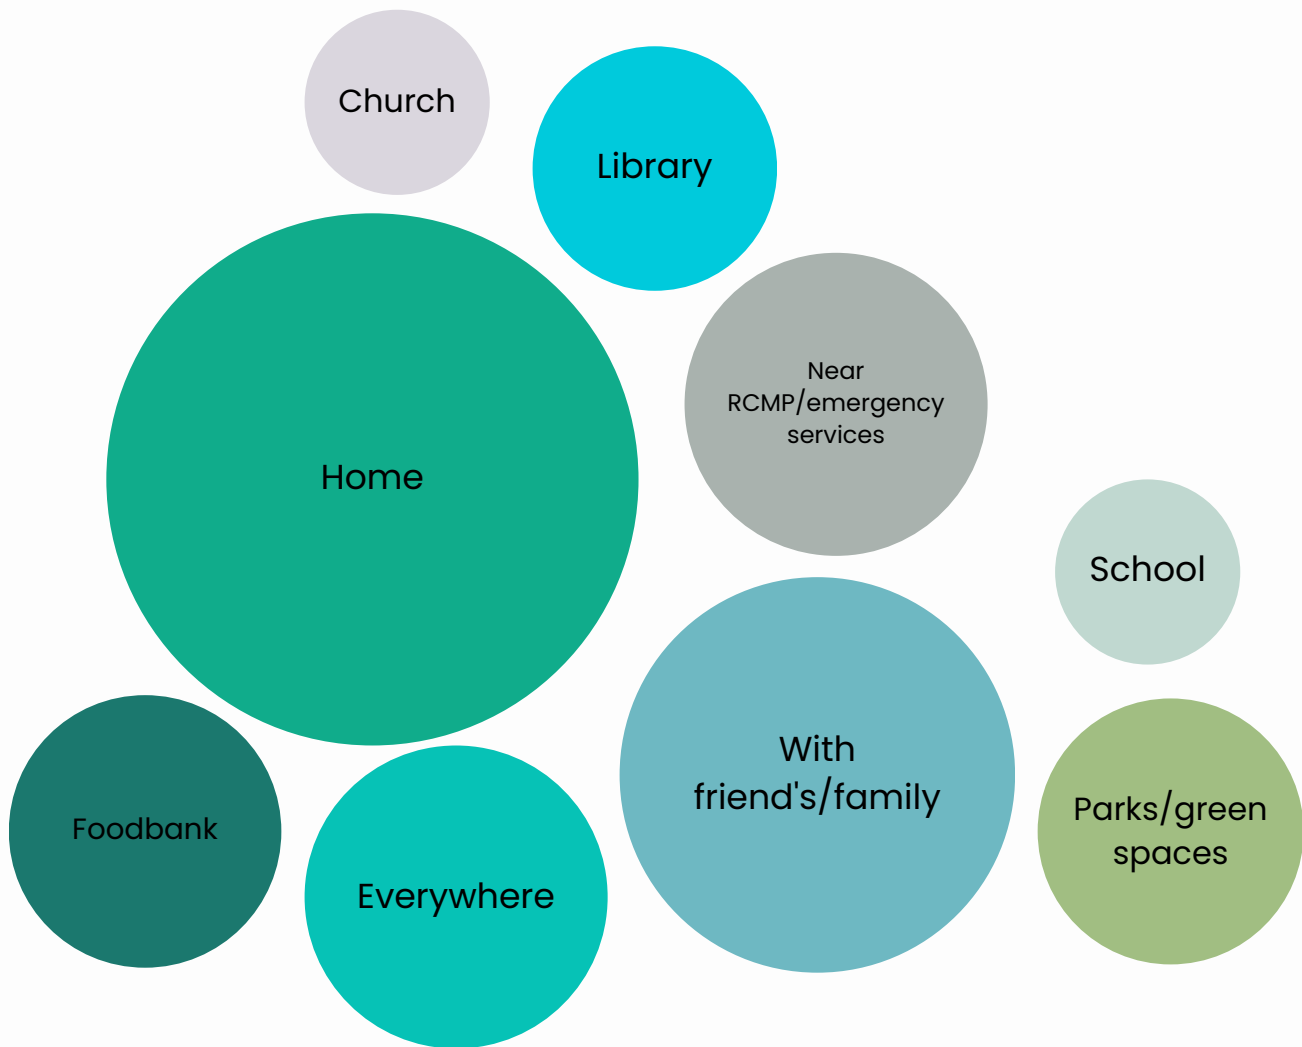 Church
Library
Near
RCMP/emergency
services
Home
School
With
friend's/family
Parks/green
spaces
Foodbank
Everywhere